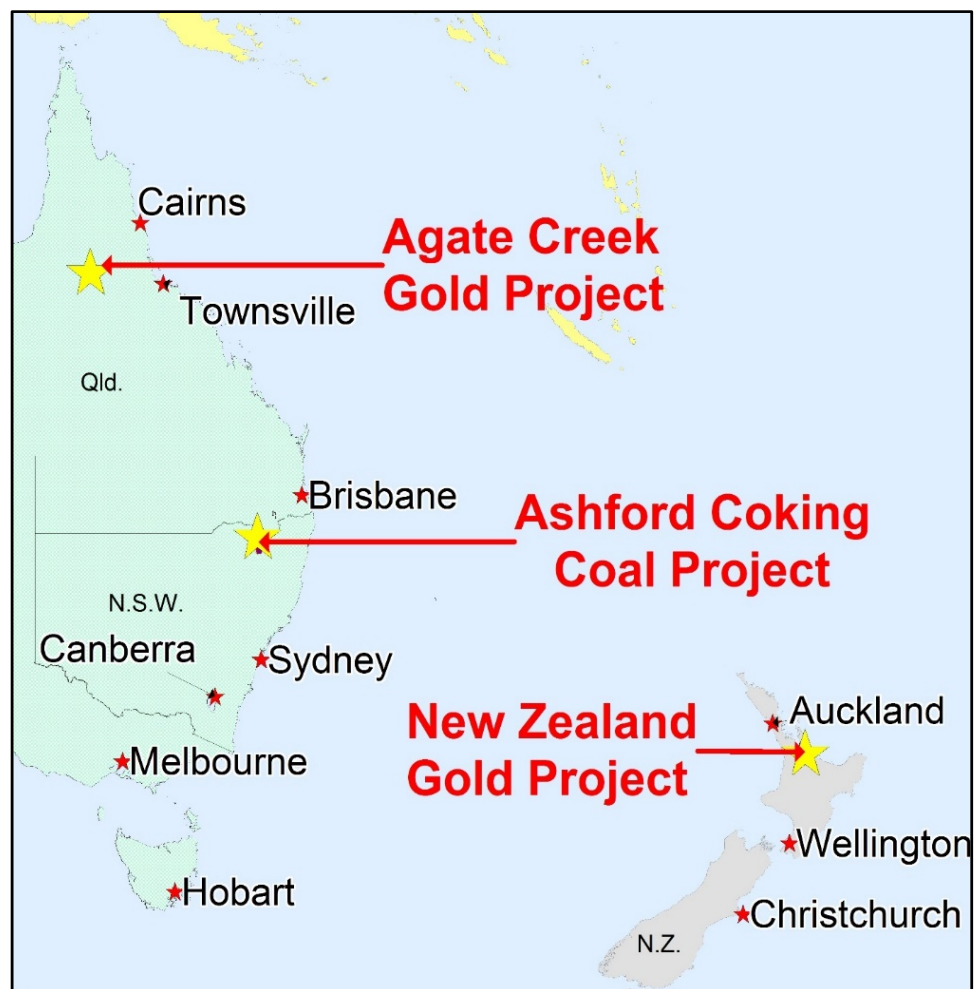 Cairns
Agate Creek
Gold Project
Townsville
Qld.
Brisbane
Ashford Coking
Coal Project
N.S.W.
Canberra
Sydney
New Zealand
Gold Project
Auckland
Melbourne
Wellington
Hobart
Christchurch
N.Z.